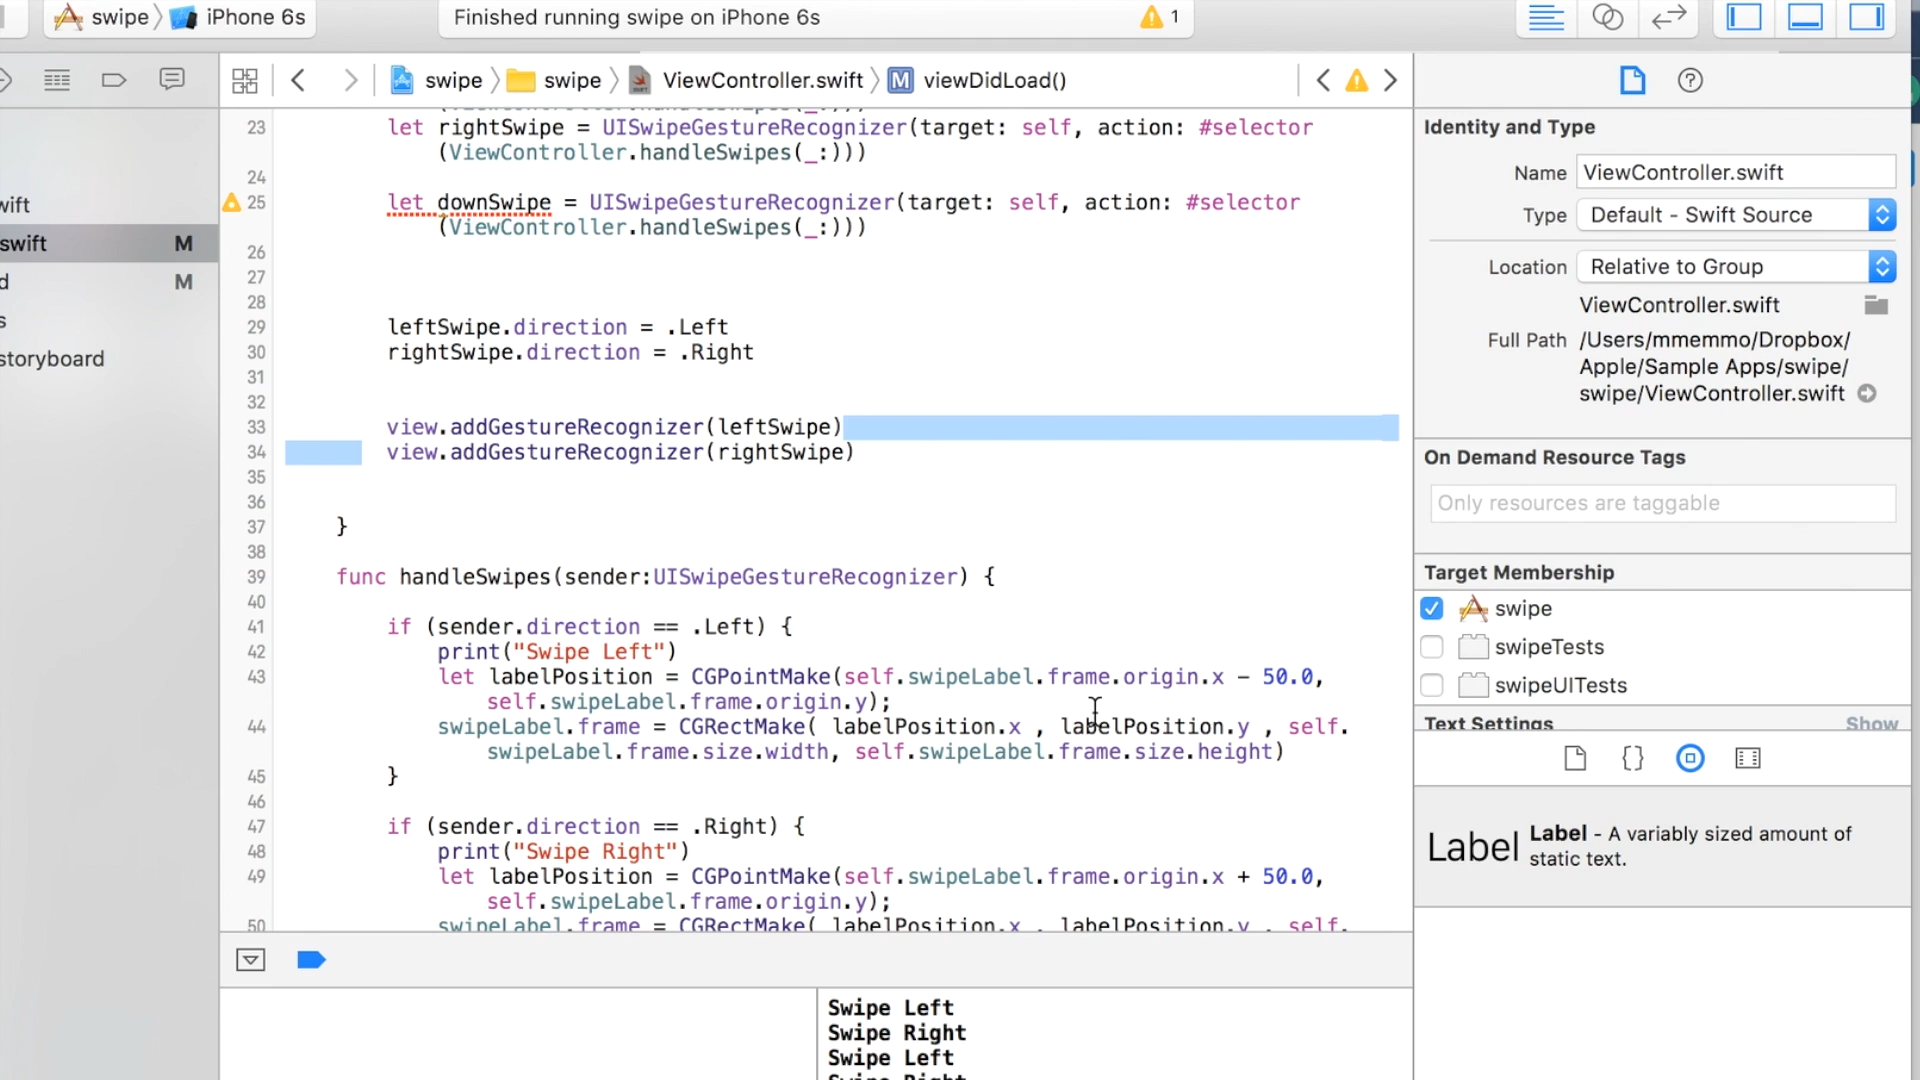 swipe iPhone 6s
Finished running swipe on iPhone 6s
1
swipe swipe ViewController.swift M viewDidLoad()
wift
swift M
d M
s
storyboard
23 let rightSwipe = UISwipeGestureRecognizer(target: self, action: #selector
(ViewController.handleSwipes(_:)))
24
25 let downSwipe = UISwipeGestureRecognizer(target: self, action: #selector
(ViewController.handleSwipes(_:)))
26
27
28
29 leftSwipe.direction = .Left
30 rightSwipe.direction = .Right
31
32
33 view.addGestureRecognizer(leftSwipe)
34 view.addGestureRecognizer(rightSwipe)
35
36
37 }
38
39 func handleSwipes(sender:UISwipeGestureRecognizer) {
40
41 if (sender.direction == .Left) {
42 print("Swipe Left")
43 let labelPosition = CGPointMake(self.swipeLabel.frame.origin.x - 50.0,
self.swipeLabel.frame.origin.y);
44 swipeLabel.frame = CGRectMake( labelPosition.x , labelPosition.y , self.
swipeLabel.frame.size.width, self.swipeLabel.frame.size.height)
45 }
46
47 if (sender.direction == .Right) {
48 print("Swipe Right")
49 let labelPosition = CGPointMake(self.swipeLabel.frame.origin.x + 50.0,
self.swipeLabel.frame.origin.y);
50 swipeLabel.frame = CGRectMake( labelPosition.x , labelPosition.y , self.
Swipe Left
Swipe Right
Swipe Left
Swipe Right
Identity and Type
Name ViewController.swift
Type Default - Swift Source
Location Relative to Group
ViewController.swift
Full Path /Users/mmemmo/Dropbox/
Apple/Sample Apps/swipe/
swipe/ViewController.swift
On Demand Resource Tags
Only resources are taggable
Target Membership
swipe
swipeTests
swipeUITests
Text Settings Show
{}
Label Label - A variably sized amount of
static text.